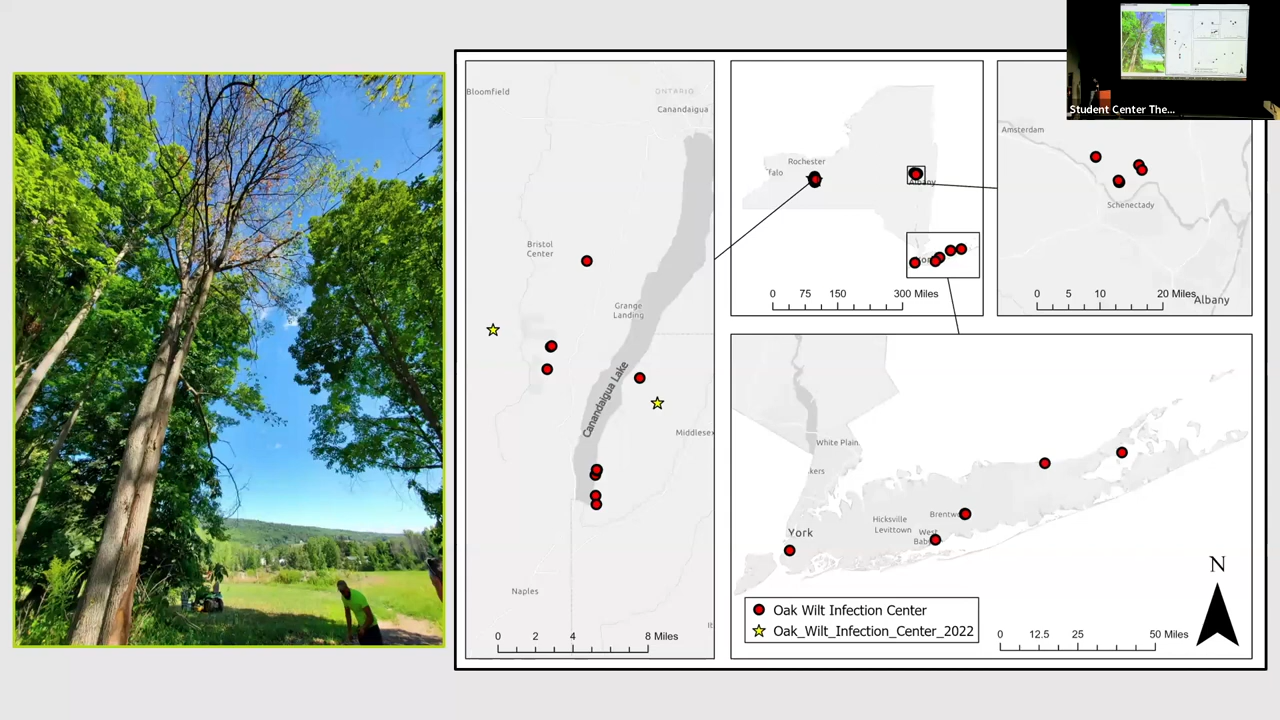 Student Center The...
Bloomfield
ONTARIO
Canandaigua
Bristol
Center
Grange
Landing
Canandaigua Lake
Middlesex
Naples
0 2 4 8 Miles
Rochester
falo
Albany
0 75 150 300 Miles
Amsterdam
Schenectady
0 5 10 20 Miles
Albany
White Plain.
kers
York
Hicksville
Levittown
Brentw
West
Bab
Oak Wilt Infection Center
Oak_Wilt_Infection_Center_2022
0 12.5 25 50 Miles
N